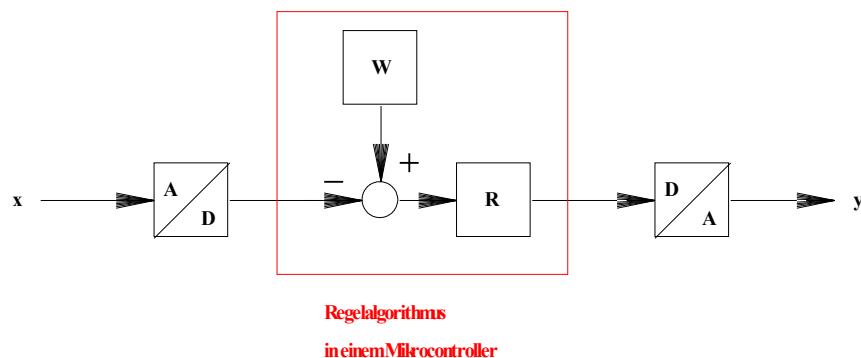 W
+
−
x
A
D
R
D
A
y
Regelalgorithmus
in einem Mikrocontroller